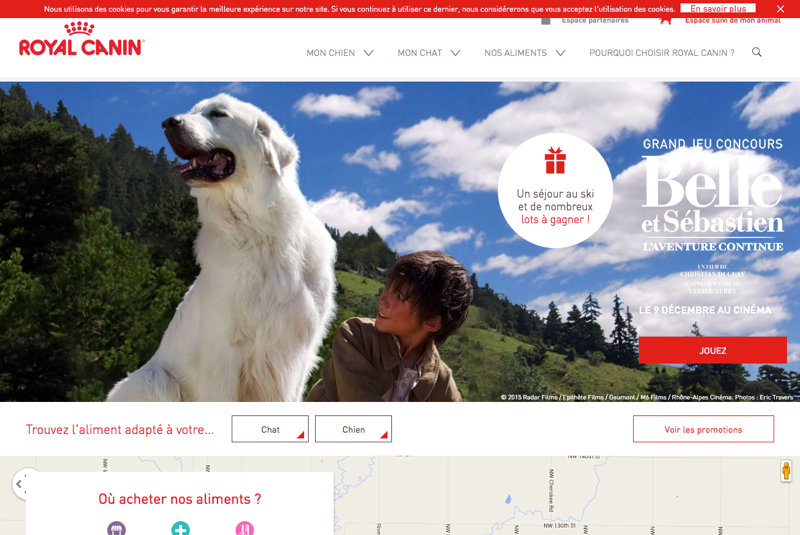 Nous utilisons des cookies pour vous garantir la meilleure expérience sur notre site. Si vous continuez à utiliser ce dernier, nous considérerons que vous acceptez l'utilisation des cookies. En savoir plus
Espace partenaires
Espace suivi de mon animal
ROYAL CANIN
MON CHIEN
MON CHAT
NOS ALIMENTS
POURQUOI CHOISIR ROYAL CANIN ?
GRAND JEU CONCOURS
Belle
et Sébastien
L'AVENTURE CONTINUE
UN FILM DE
CHRISTIAN DUGUAY
LE 9 DÉCEMBRE AU CINÉMA
JOUEZ
Un séjour au ski
et de nombreux
lots à gagner !
© 2015 Radar Films / Epithète Films / Gaumont / M6 Films / Rhône-Alpes Cinéma. Photos : Eric Travers
Trouvez l'aliment adapté à votre...
Chat
Chien
Voir les promotions
Où acheter nos aliments ?
NW Cherokee Rd
NW 130th St